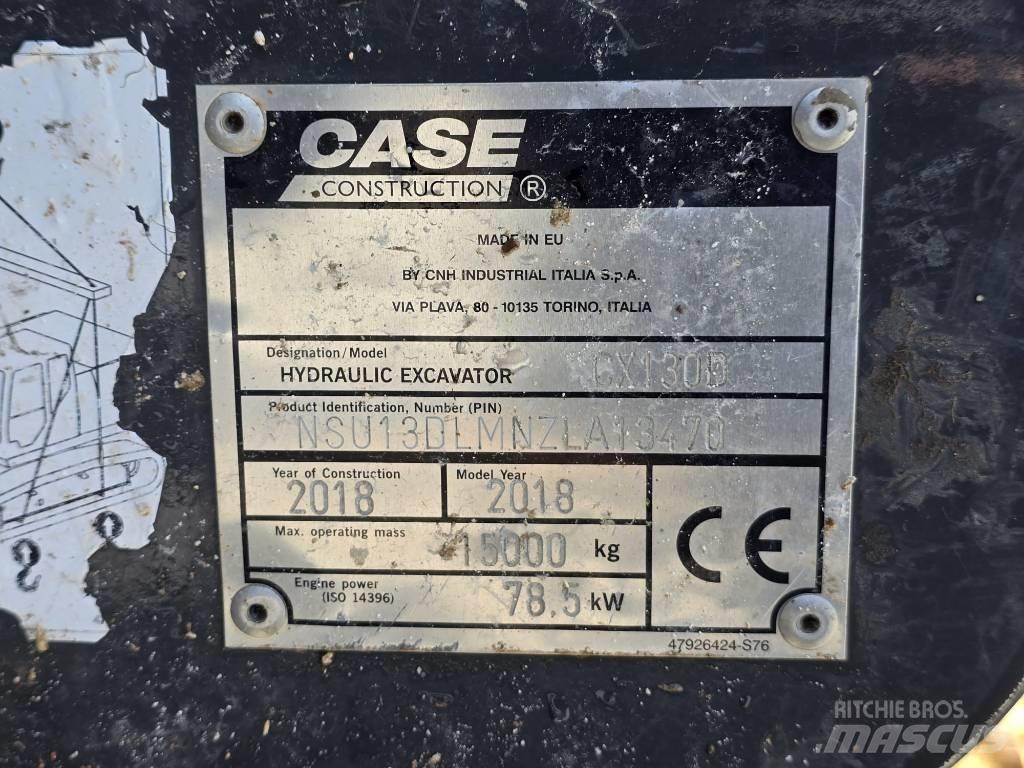 CASE
CONSTRUCTION ®
MADE IN EU
BY CNH INDUSTRIAL ITALIA S.p.A.
VIA PLAVA, 80 - 10135 TORINO, ITALIA
Designation/Model
HYDRAULIC EXCAVATOR CX130D
Product Identification, Number (PIN)
NSU13DLMNZLA13470
Year of Construction Model Year
2018 2018
Max. operating mass 15000 kg
Engine power
(ISO 14396) 78.5 kW
CE
47926424-S76
RITCHIE BROS.
MASCUS